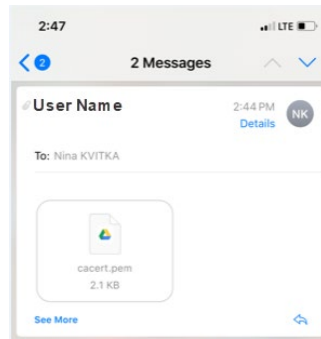 2:47
LTE
2
2 Messages
User Name
2:44 PM
NK
Details
To: Nina KVITKA
cacert.pem
2.1 KB
See More